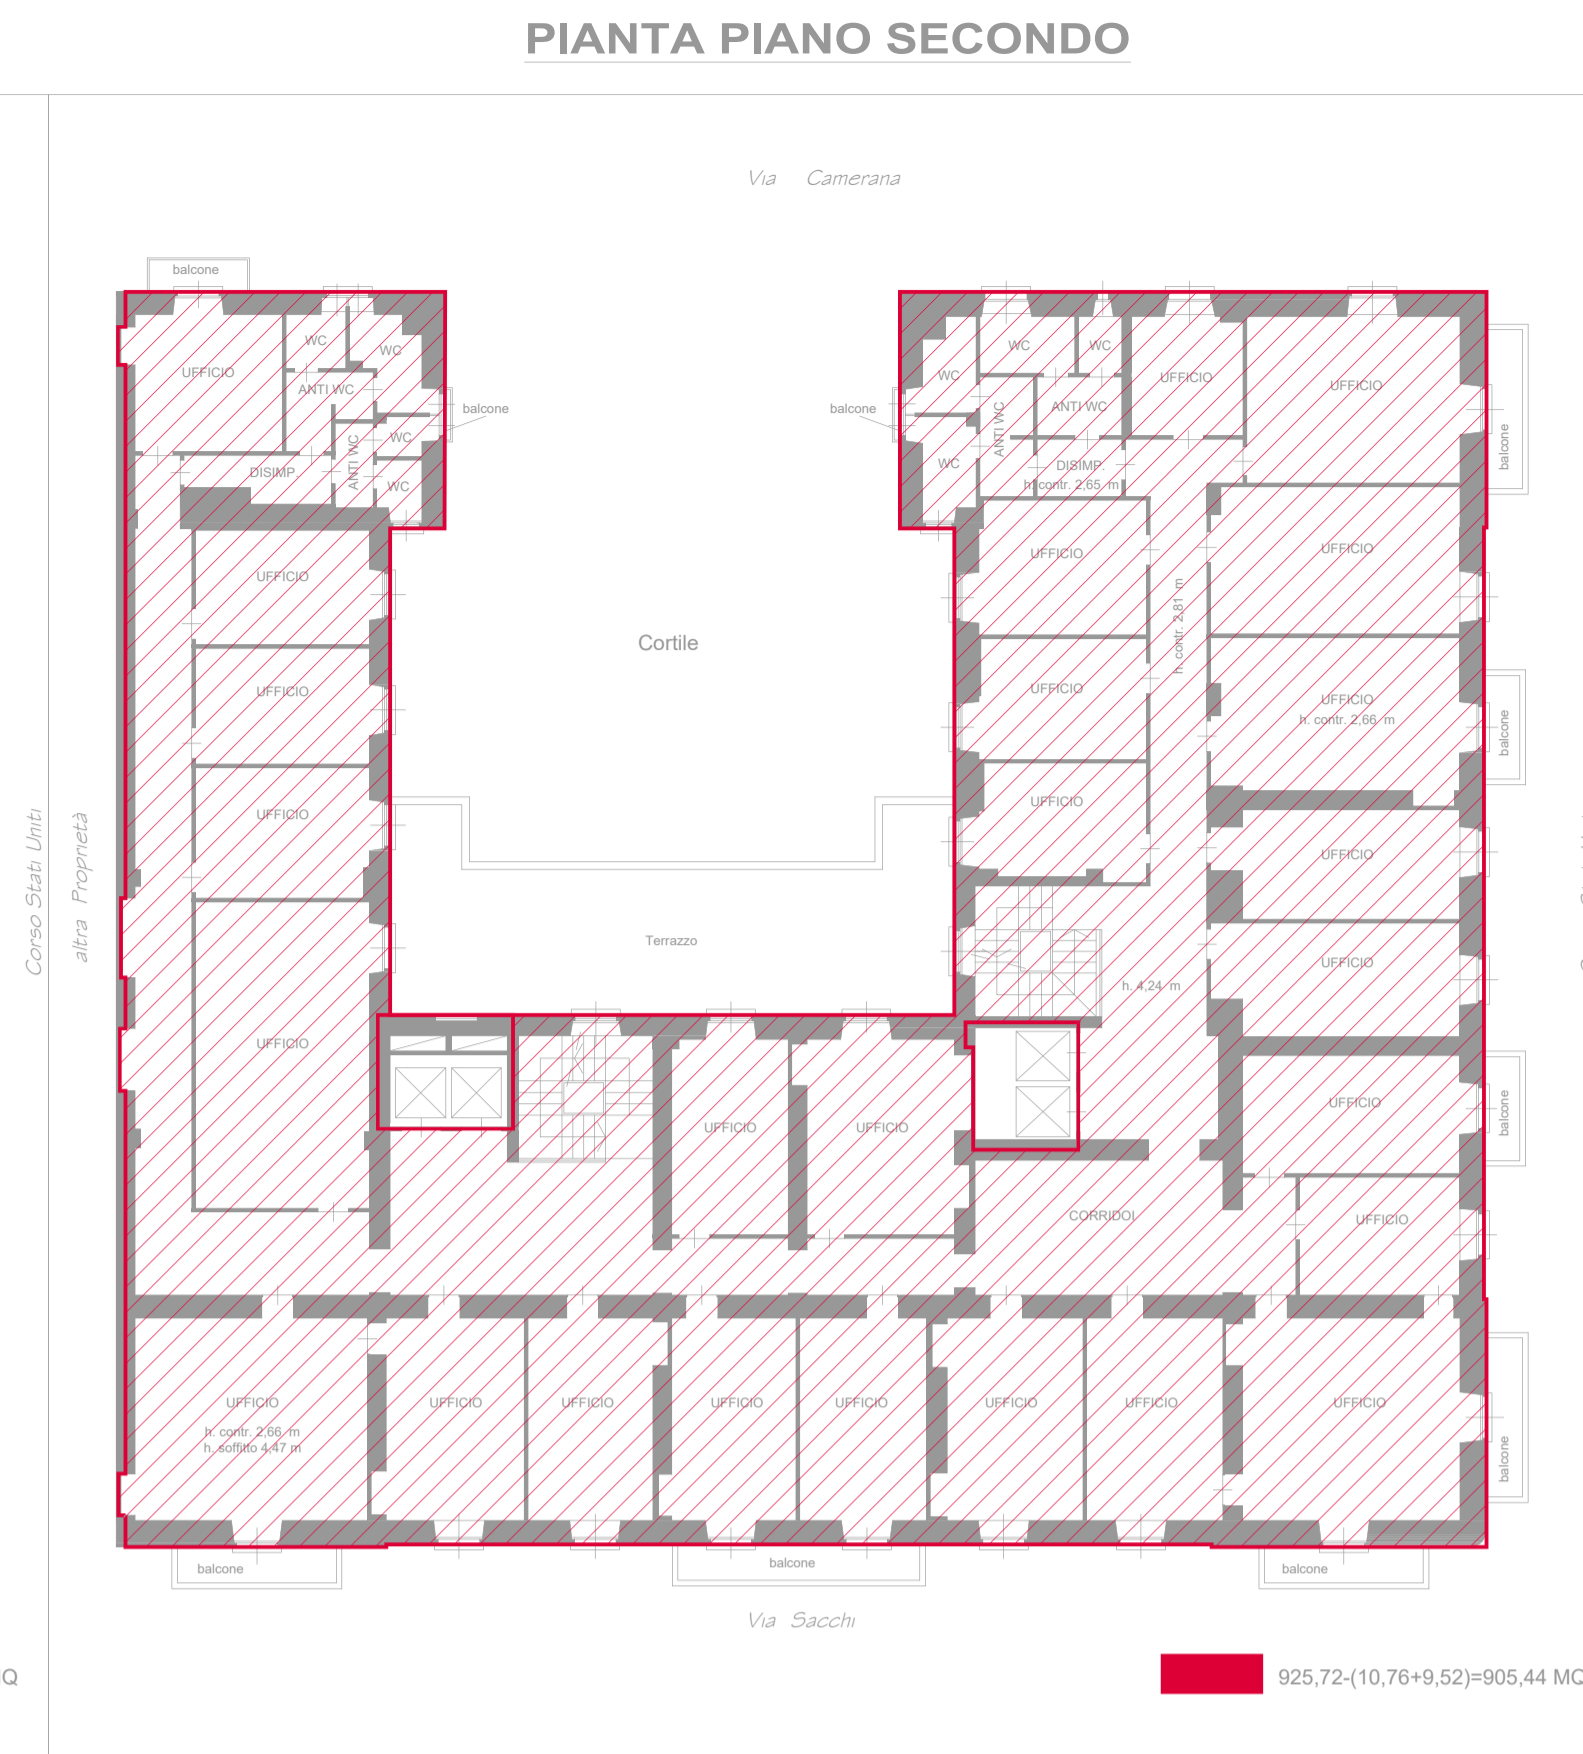 PIANTA PIANO SECONDO
Via Camerana
balcone
UFFICIO
WC
WC
ANTI WC
balcone
WC
ANTI WC
DISIMP.
WC
balcone
WC
WC
WC
ANTI WC
ANTI WC
WC
DISIMP.
h. contr. 2,65 m
UFFICIO
UFFICIO
balcone
UFFICIO
UFFICIO
UFFICIO
UFFICIO
Cortile
Terrazzo
UFFICIO
UFFICIO
UFFICIO
h. contr. 2,81 m
UFFICIO
UFFICIO
h. contr. 2,66 m
balcone
UFFICIO
UFFICIO
h. 4,24 m
Corso Stati Uniti
altra Proprietà
UFFICIO
UFFICIO
CORRIDOI
UFFICIO
balcone
UFFICIO
UFFICIO
h. contr. 2,66 m
h. soffitto 4,47 m
UFFICIO
UFFICIO
UFFICIO
UFFICIO
UFFICIO
UFFICIO
UFFICIO
balcone
balcone
balcone
balcone
Via Sacchi
MQ
925,72-(10,76+9,52)=905,44 MQ